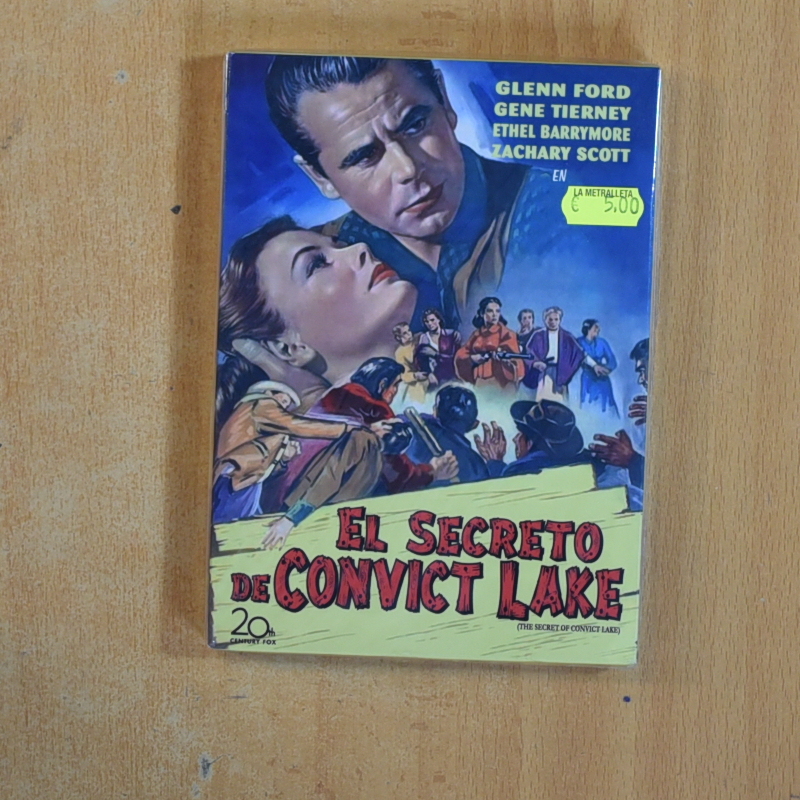 GLENN FORD
GENE TIERNEY
ETHEL BARRYMORE
ZACHARY SCOTT
EN
LA METRALLETA
€ 5.00
EL SECRETO
DE CONVICT LAKE
(THE SECRET OF CONVICT LAKE)
20th
CENTURY FOX